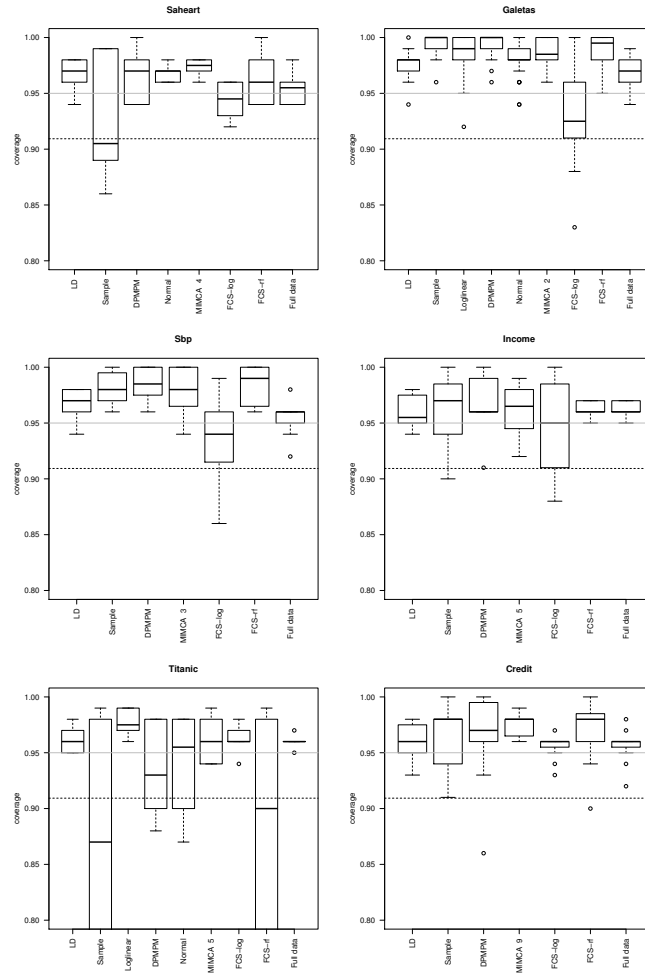 Saheart
1.00
0.95
0.90
0.85
0.80
coverage
LD
Sample
DPMPM
Normal
MIMCA 4
FCS−log
FCS−rf
Full data
Galetas
1.00
0.95
0.90
0.85
0.80
coverage
LD
Sample
Loglinear
DPMPM
Normal
MIMCA 2
FCS−log
FCS−rf
Full data
Sbp
1.00
0.95
0.90
0.85
0.80
coverage
LD
Sample
DPMPM
MIMCA 3
FCS−log
FCS−rf
Full data
Income
1.00
0.95
0.90
0.85
0.80
coverage
LD
Sample
DPMPM
MIMCA 5
FCS−log
FCS−rf
Full data
Titanic
1.00
0.95
0.90
0.85
0.80
coverage
LD
Sample
Loglinear
DPMPM
Normal
MIMCA 5
FCS−log
FCS−rf
Full data
Credit
1.00
0.95
0.90
0.85
0.80
coverage
LD
Sample
DPMPM
MIMCA 9
FCS−log
FCS−rf
Full data